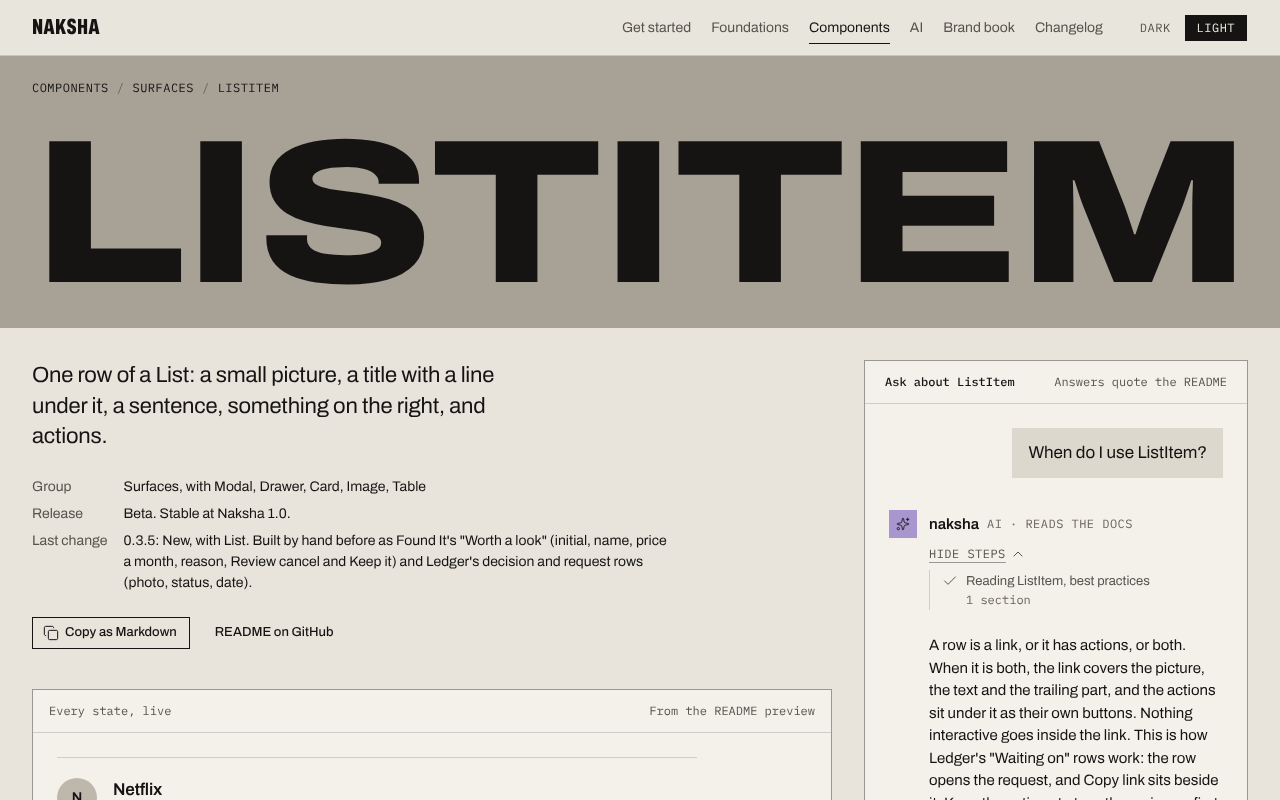 NAKSHA
Get started
Foundations
Components
AI
Brand book
Changelog
DARK
LIGHT
COMPONENTS / SURFACES / LISTITEM
LISTITEM
One row of a List: a small picture, a title with a line
under it, a sentence, something on the right, and
actions.
Group Surfaces, with Modal, Drawer, Card, Image, Table
Release Beta. Stable at Naksha 1.0.
Last change 0.3.5: New, with List. Built by hand before as Found It's "Worth a look" (initial, name, price
a month, reason, Review cancel and Keep it) and Ledger's decision and request rows
(photo, status, date).
Copy as Markdown
README on GitHub
Every state, live
From the README preview
N
Netflix
Ask about ListItem
Answers quote the README
When do I use ListItem?
naksha AI · READS THE DOCS
HIDE STEPS
Reading ListItem, best practices
1 section
A row is a link, or it has actions, or both.
When it is both, the link covers the picture,
the text and the trailing part, and the actions
sit under it as their own buttons. Nothing
interactive goes inside the link. This is how
Ledger's "Waiting on" rows work: the row
opens the request, and Copy link sits beside